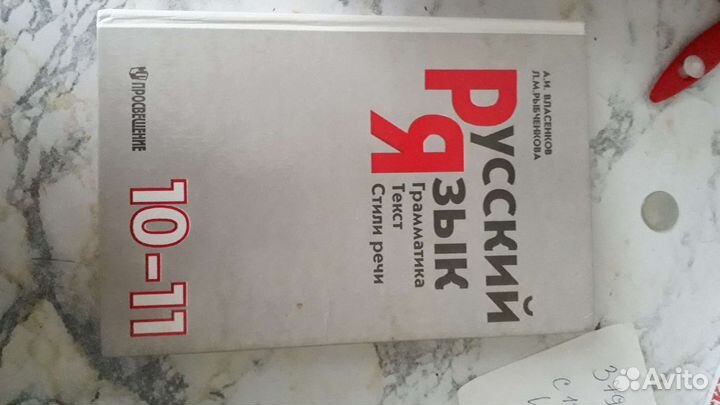 А.И. ВЛАСЕНКОВ
Л.М. РЫБЧЕНКОВА
РУССКИЙ
ЯЗЫК
Грамматика
Текст
Стили речи
10-11
ПРОСВЕЩЕНИЕ
Avito